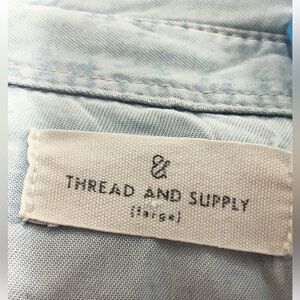 &
THREAD AND SUPPLY
[large]